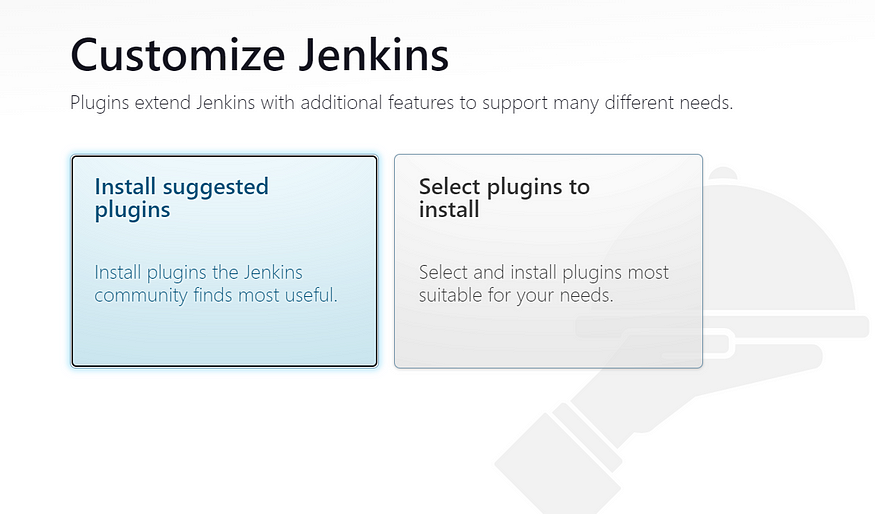 Customize Jenkins
Plugins extend Jenkins with additional features to support many different needs.
Install suggested
plugins
Install plugins the Jenkins
community finds most useful.
Select plugins to
install
Select and install plugins most
suitable for your needs.